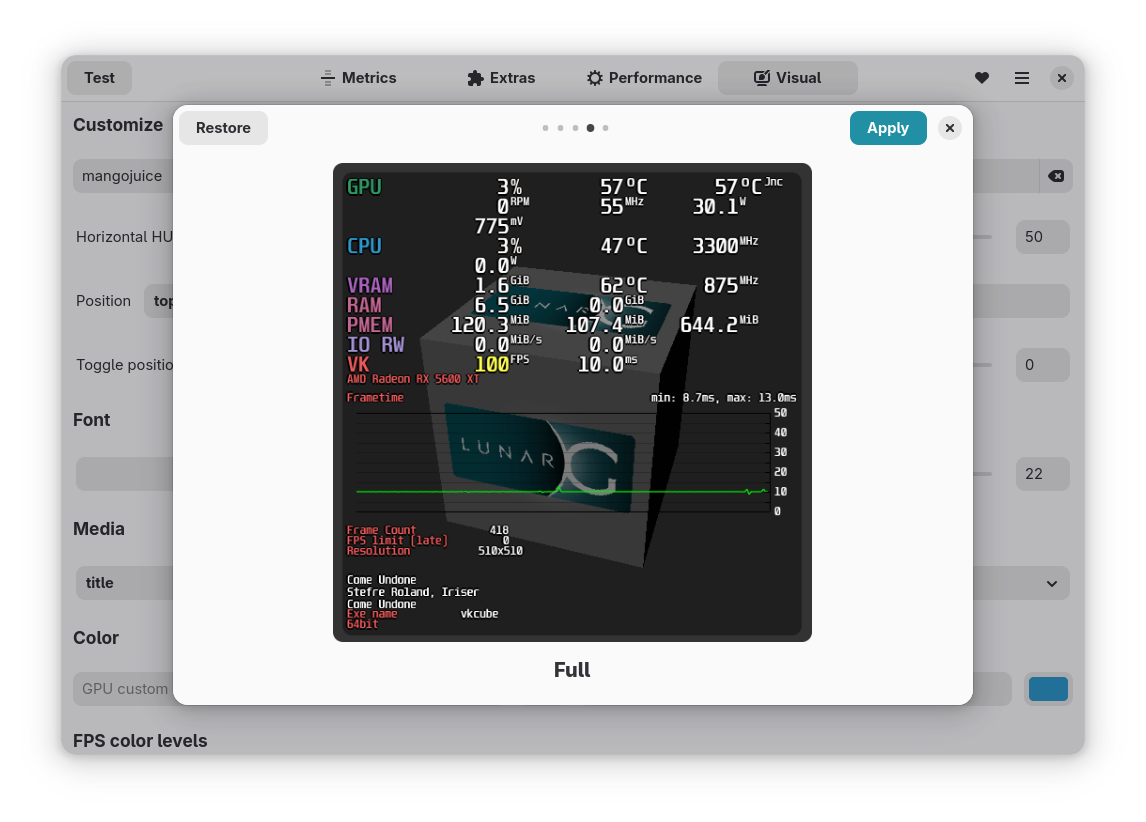 Test
Metrics
Extras
Performance
Visual
Customize
Restore
Apply
mangojuice
Horizontal HU
50
Position
top
Toggle positio
0
Font
22
Media
title
Color
GPU custom
FPS color levels
GPU 3% 57°C 57°C Jnc
0 RPM 55 MHz 30.1 W
775 mV
CPU 3% 47°C 3300 MHz
0.0 W
VRAM 1.6 GiB 62°C 875 MHz
RAM 6.5 GiB 0.0 GiB
PMEM 120.3 MiB 107.4 MiB 644.2 MiB
IO RW 0.0 MiB/s 0.0 MiB/s
VK 100 FPS 10.0 ms
AMD Radeon RX 5600 XT
Frametime min: 8.7ms, max: 13.0ms
50
40
30
20
10
0
LUNAR G
Frame Count 418
FPS limit (late) 0
Resolution 510x510
Come Undone
Stefre Roland, Iriser
Come Undone
Exe name vkcube
64bit
Full